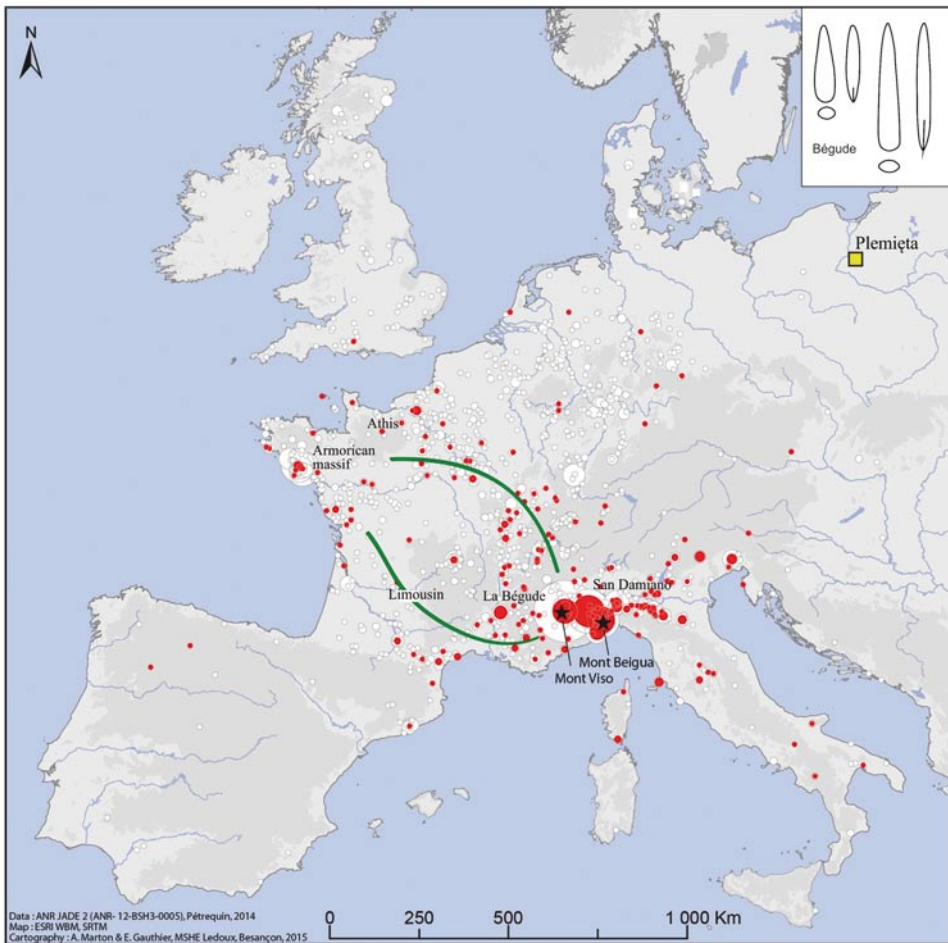 N
Bégude
Plemięta
Athis
Armorican
massif
Limousin
La Bégude
San Damiano
Mont Beigua
Mont Viso
Data : ANR JADE 2 (ANR- 12-BSH3-0005), Pétrequin, 2014
Map : ESRI WBM, SRTM
Cartography : A. Marton & E. Gauthier, MSHE Ledoux, Besançon, 2015
0 250 500 1 000 Km